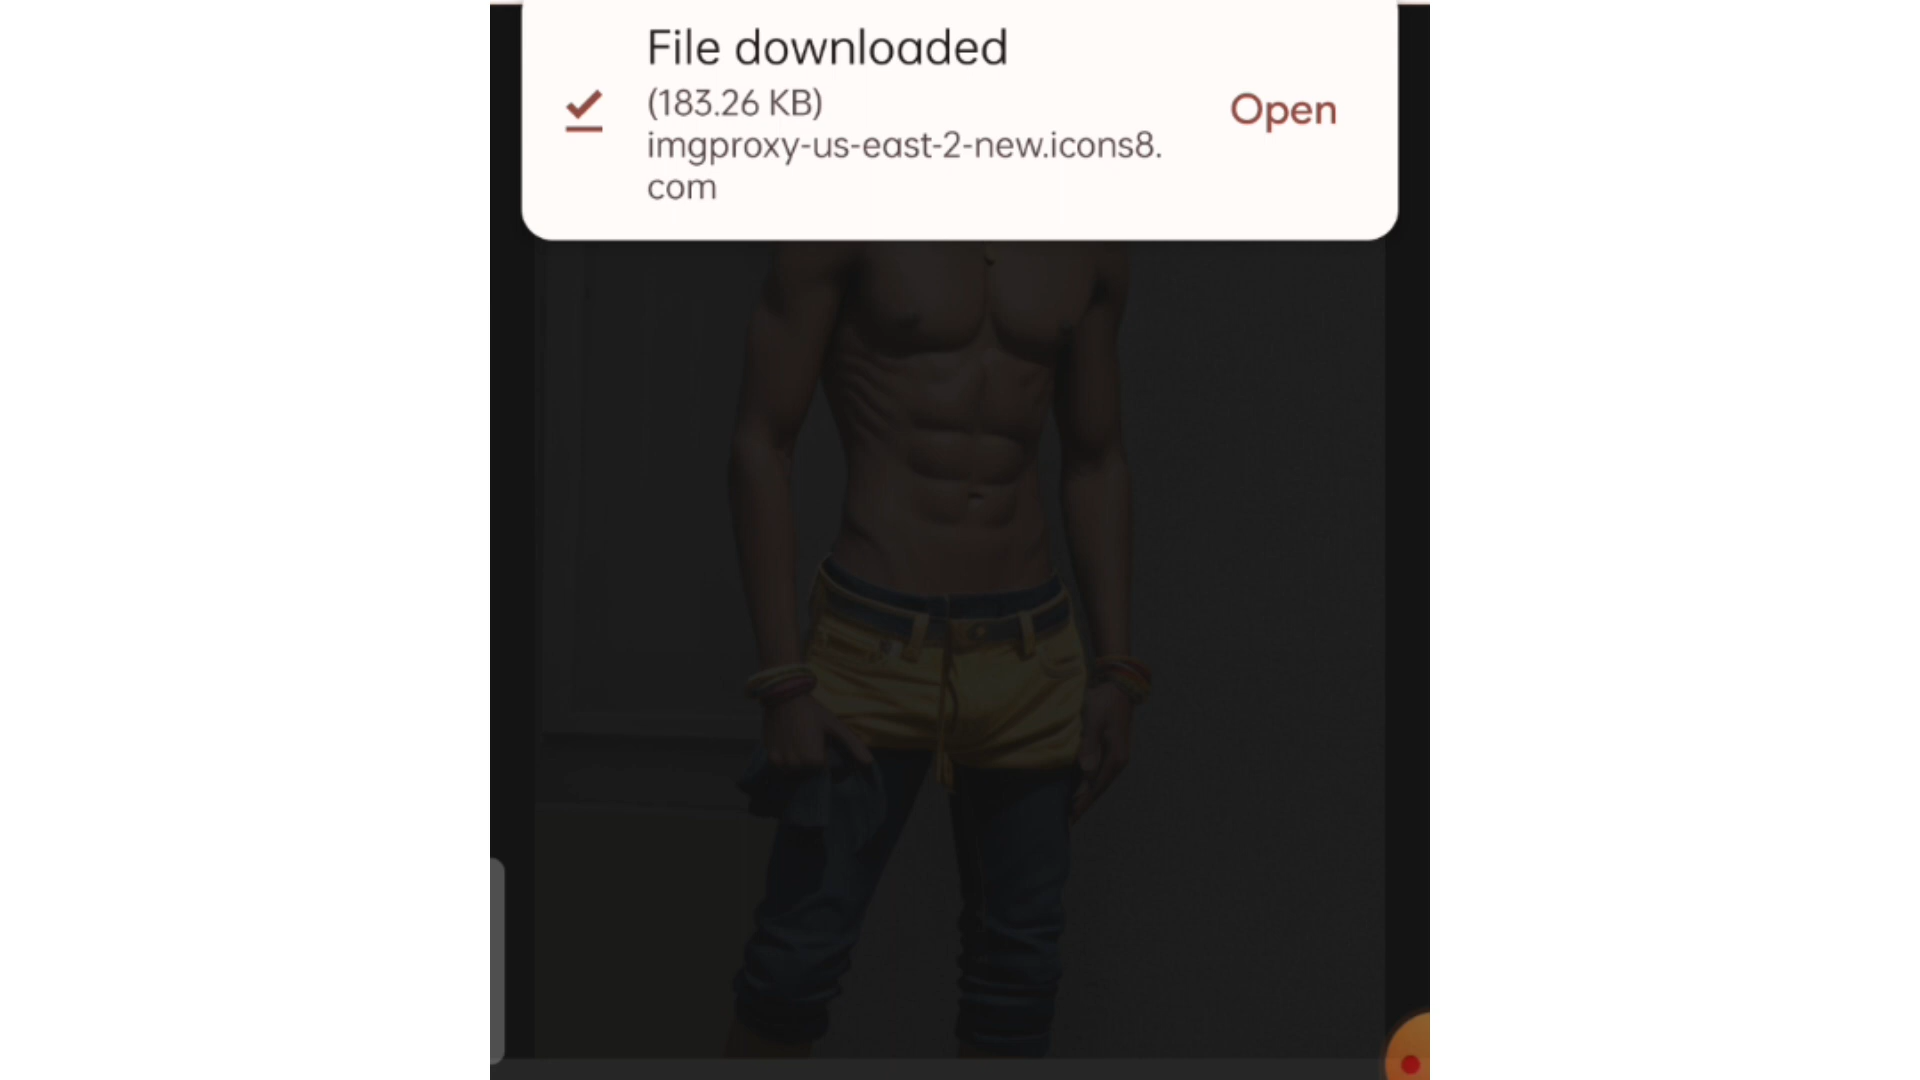 File downloaded
(183.26 KB)
Open
imgproxy-us-east-2-new.icons8.
com